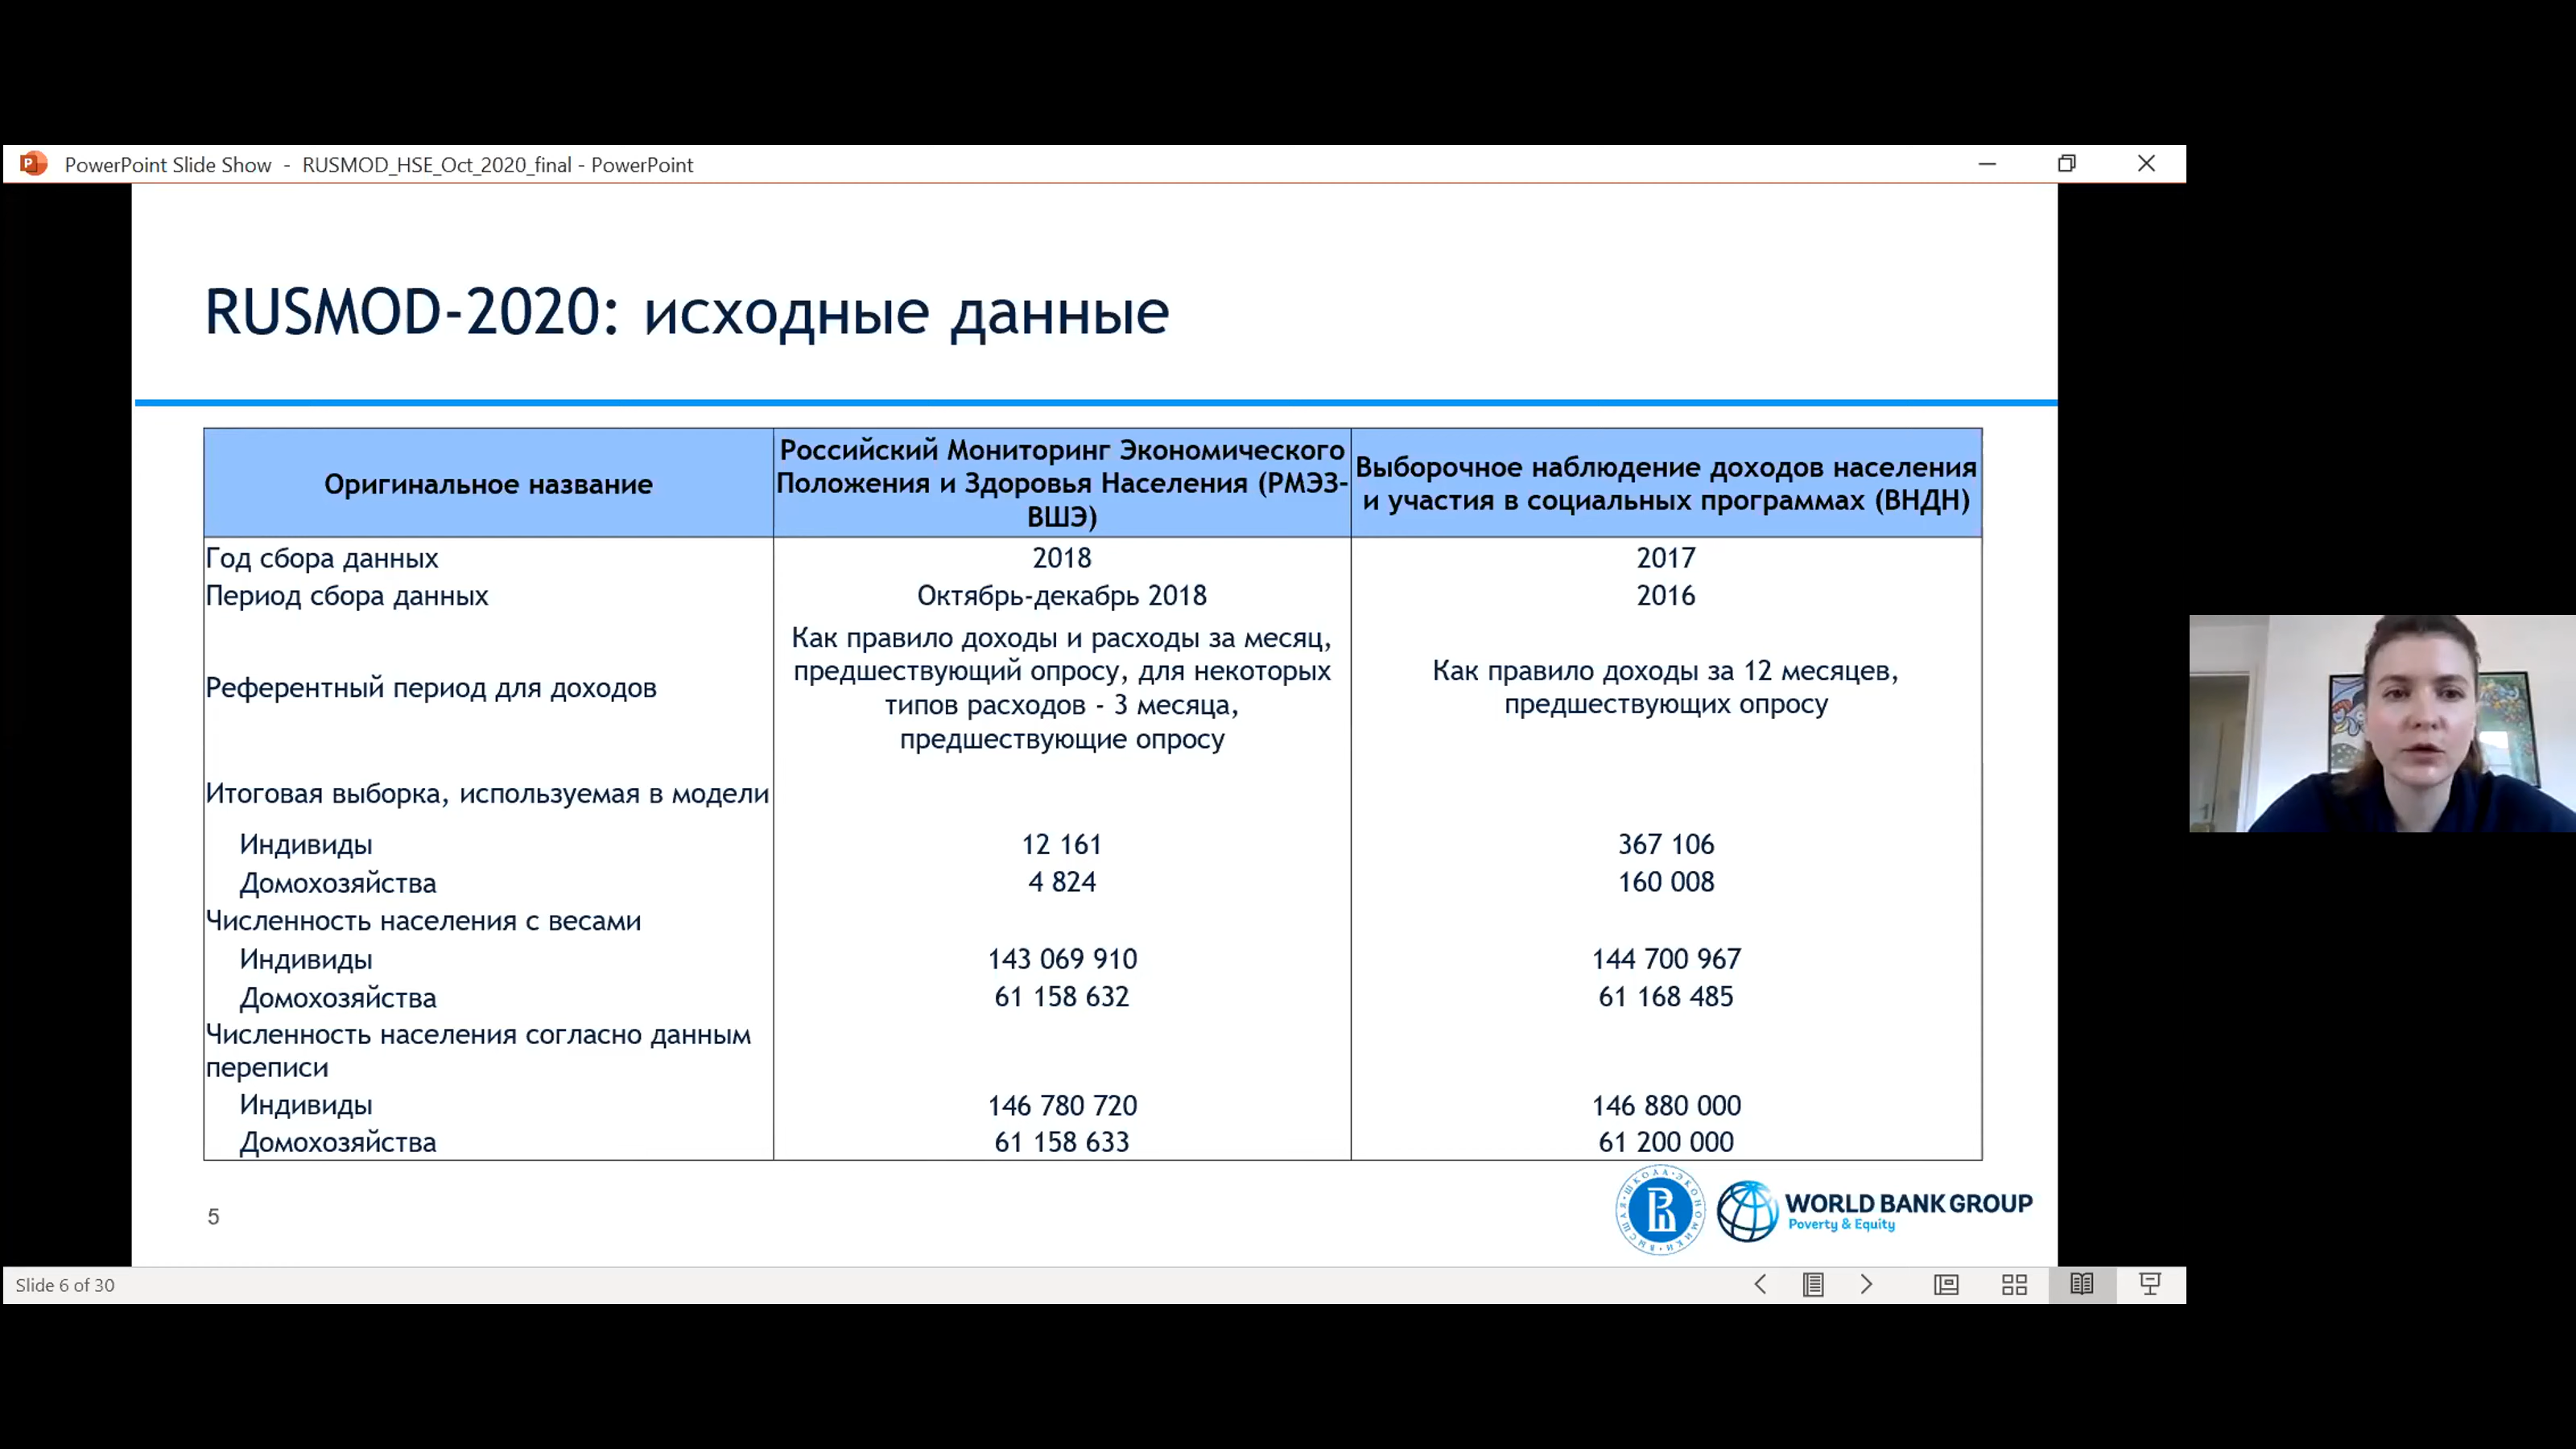 PowerPoint Slide Show - RUSMOD_HSE_Oct_2020_final - PowerPoint
RUSMOD-2020: исходные данные
Оригинальное название
Российский Мониторинг Экономического
Положения и Здоровья Населения (РМЭЗ-
ВШЭ)
Выборочное наблюдение доходов населения
и участия в социальных программах (ВНДН)
Год сбора данных
2018
2017
Период сбора данных
Октябрь-декабрь 2018
2016
Референтный период для доходов
Как правило доходы и расходы за месяц,
предшествующий опросу, для некоторых
типов расходов - 3 месяца,
предшествующие опросу
Как правило доходы за 12 месяцев,
предшествующих опросу
Итоговая выборка, используемая в модели
Индивиды
12 161
367 106
Домохозяйства
4 824
160 008
Численность населения с весами
Индивиды
143 069 910
144 700 967
Домохозяйства
61 158 632
61 168 485
Численность населения согласно данным
переписи
Индивиды
146 780 720
146 880 000
Домохозяйства
61 158 633
61 200 000
5
ВЫСШАЯ ШКОЛА ЭКОНОМИКИ
WORLD BANK GROUP
Poverty & Equity
Slide 6 of 30